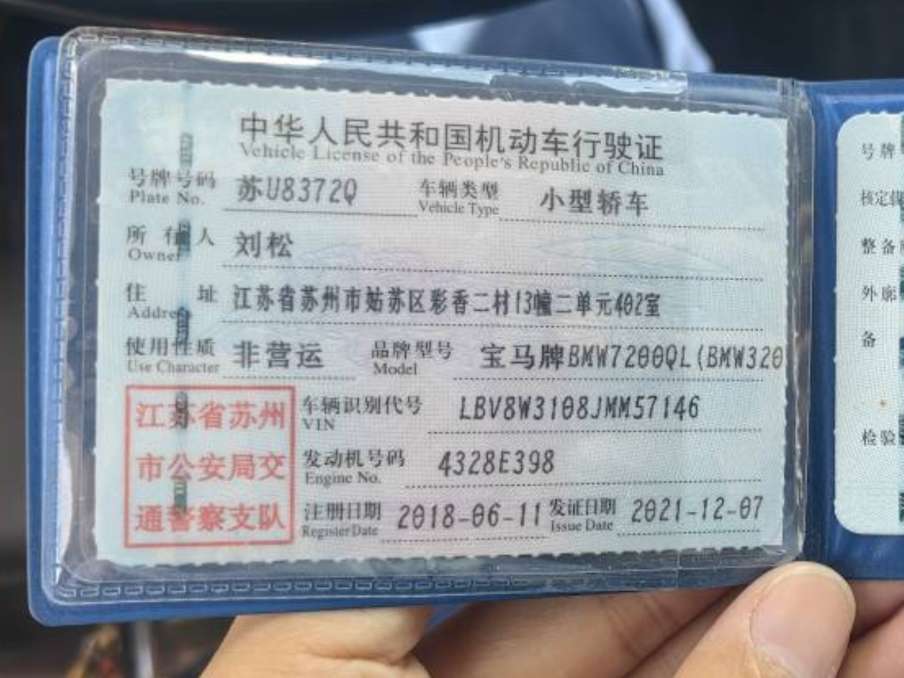 中华人民共和国机动车行驶证
Vehicle License of the People's Republic of China
号牌号码 苏U8372Q 车辆类型 小型轿车
Plate No. Vehicle Type
所有人 刘松
Owner
住址 江苏省苏州市姑苏区彩香二村13幢二单元402室
Address
使用性质 非营运 品牌型号 宝马牌BMW7200QL(BMW320
Use Character Model
江苏省苏州
市公安局交
通警察支队
车辆识别代号 LBV8W3108JMM57146
VIN
发动机号码 4328E398
Engine No.
注册日期 2018-06-11 发证日期 2021-12-07
Register Date Issue Date
号牌
核定载
整备
外廓
备
检验